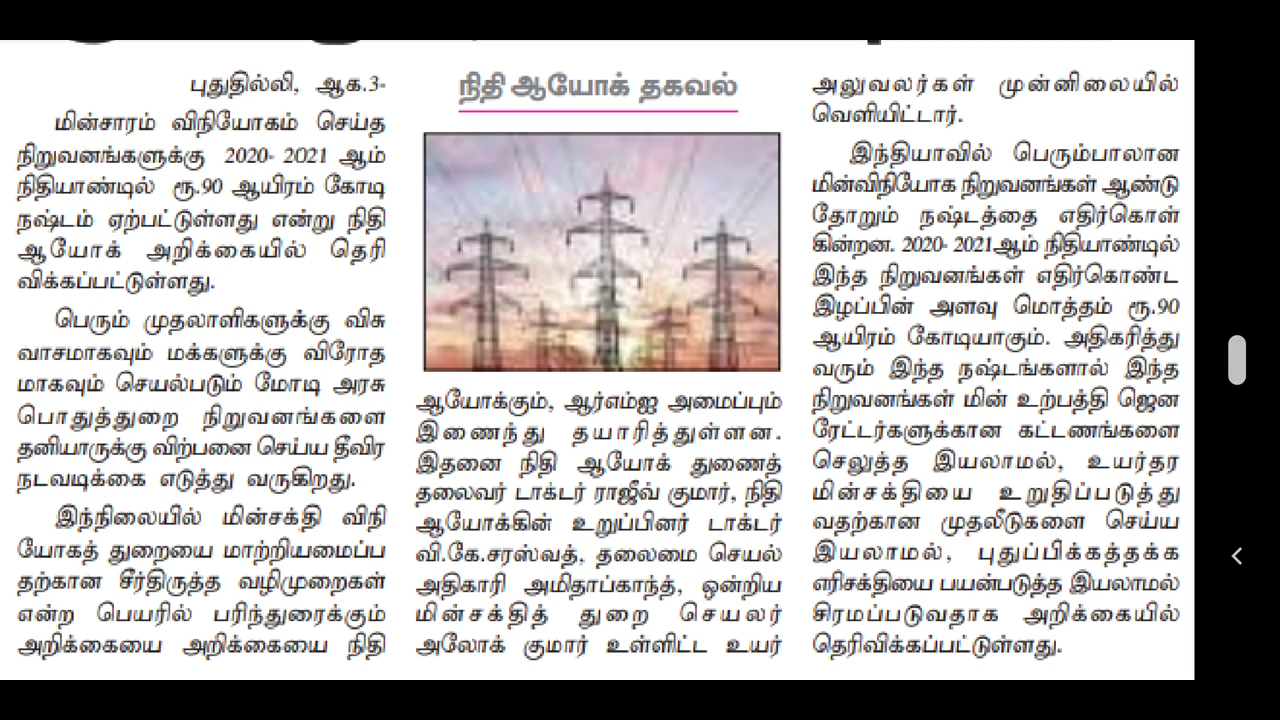 புதுதில்லி, ஆக.3-
மின்சாரம் விநியோகம் செய்த
நிறுவனங்களுக்கு 2020- 2021 ஆம்
நிதியாண்டில் ரூ.90 ஆயிரம் கோடி
நஷ்டம் ஏற்பட்டுள்ளது என்று நிதி
ஆயோக் அறிக்கையில் தெரி
விக்கப்பட்டுள்ளது.
பெரும் முதலாளிகளுக்கு விசு
வாசமாகவும் மக்களுக்கு விரோத
மாகவும் செயல்படும் மோடி அரசு
பொதுத்துறை நிறுவனங்களை
தனியாருக்கு விற்பனை செய்ய தீவிர
நடவடிக்கை எடுத்து வருகிறது.
இந்நிலையில் மின்சக்தி விநி
யோகத் துறையை மாற்றியமைப்ப
தற்கான சீர்திருத்த வழிமுறைகள்
என்ற பெயரில் பரிந்துரைக்கும்
அறிக்கையை அறிக்கையை நிதி
நிதி ஆயோக் தகவல்
ஆயோக்கும், ஆர்எம்ஐ அமைப்பும்
இணைந்து தயாரித்துள்ளன.
இதனை நிதி ஆயோக் துணைத்
தலைவர் டாக்டர் ராஜீவ் குமார், நிதி
ஆயோக்கின் உறுப்பினர் டாக்டர்
வி.கே.சரஸ்வத், தலைமை செயல்
அதிகாரி அமிதாப்காந்த், ஒன்றிய
மின்சக்தித் துறை செயலர்
அலோக் குமார் உள்ளிட்ட உயர்
அலுவலர்கள் முன்னிலையில்
வெளியிட்டார்.
இந்தியாவில் பெரும்பாலான
மின்விநியோக நிறுவனங்கள் ஆண்டு
தோறும் நஷ்டத்தை எதிர்கொள்
கின்றன. 2020- 2021ஆம் நிதியாண்டில்
இந்த நிறுவனங்கள் எதிர்கொண்ட
இழப்பின் அளவு மொத்தம் ரூ.90
ஆயிரம் கோடியாகும். அதிகரித்து
வரும் இந்த நஷ்டங்களால் இந்த
நிறுவனங்கள் மின் உற்பத்தி ஜென
ரேட்டர்களுக்கான கட்டணங்களை
செலுத்த இயலாமல், உயர்தர
மின்சக்தியை உறுதிப்படுத்து
வதற்கான முதலீடுகளை செய்ய
இயலாமல், புதுப்பிக்கத்தக்க
எரிசக்தியை பயன்படுத்த இயலாமல்
சிரமப்படுவதாக அறிக்கையில்
தெரிவிக்கப்பட்டுள்ளது.